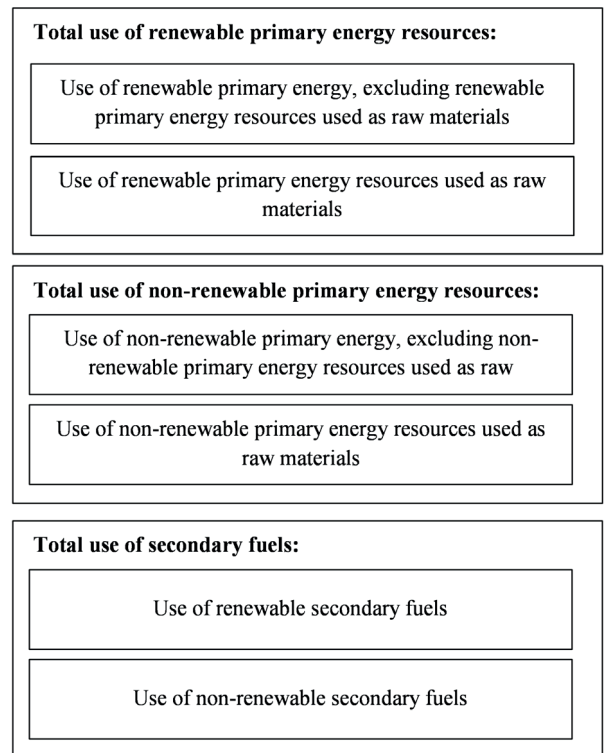 Total use of renewable primary energy resources:
Use of renewable primary energy, excluding renewable
primary energy resources used as raw materials
Use of renewable primary energy resources used as raw
materials
Total use of non-renewable primary energy resources:
Use of non-renewable primary energy, excluding non-
renewable primary energy resources used as raw
Use of non-renewable primary energy resources used as
raw materials
Total use of secondary fuels:
Use of renewable secondary fuels
Use of non-renewable secondary fuels